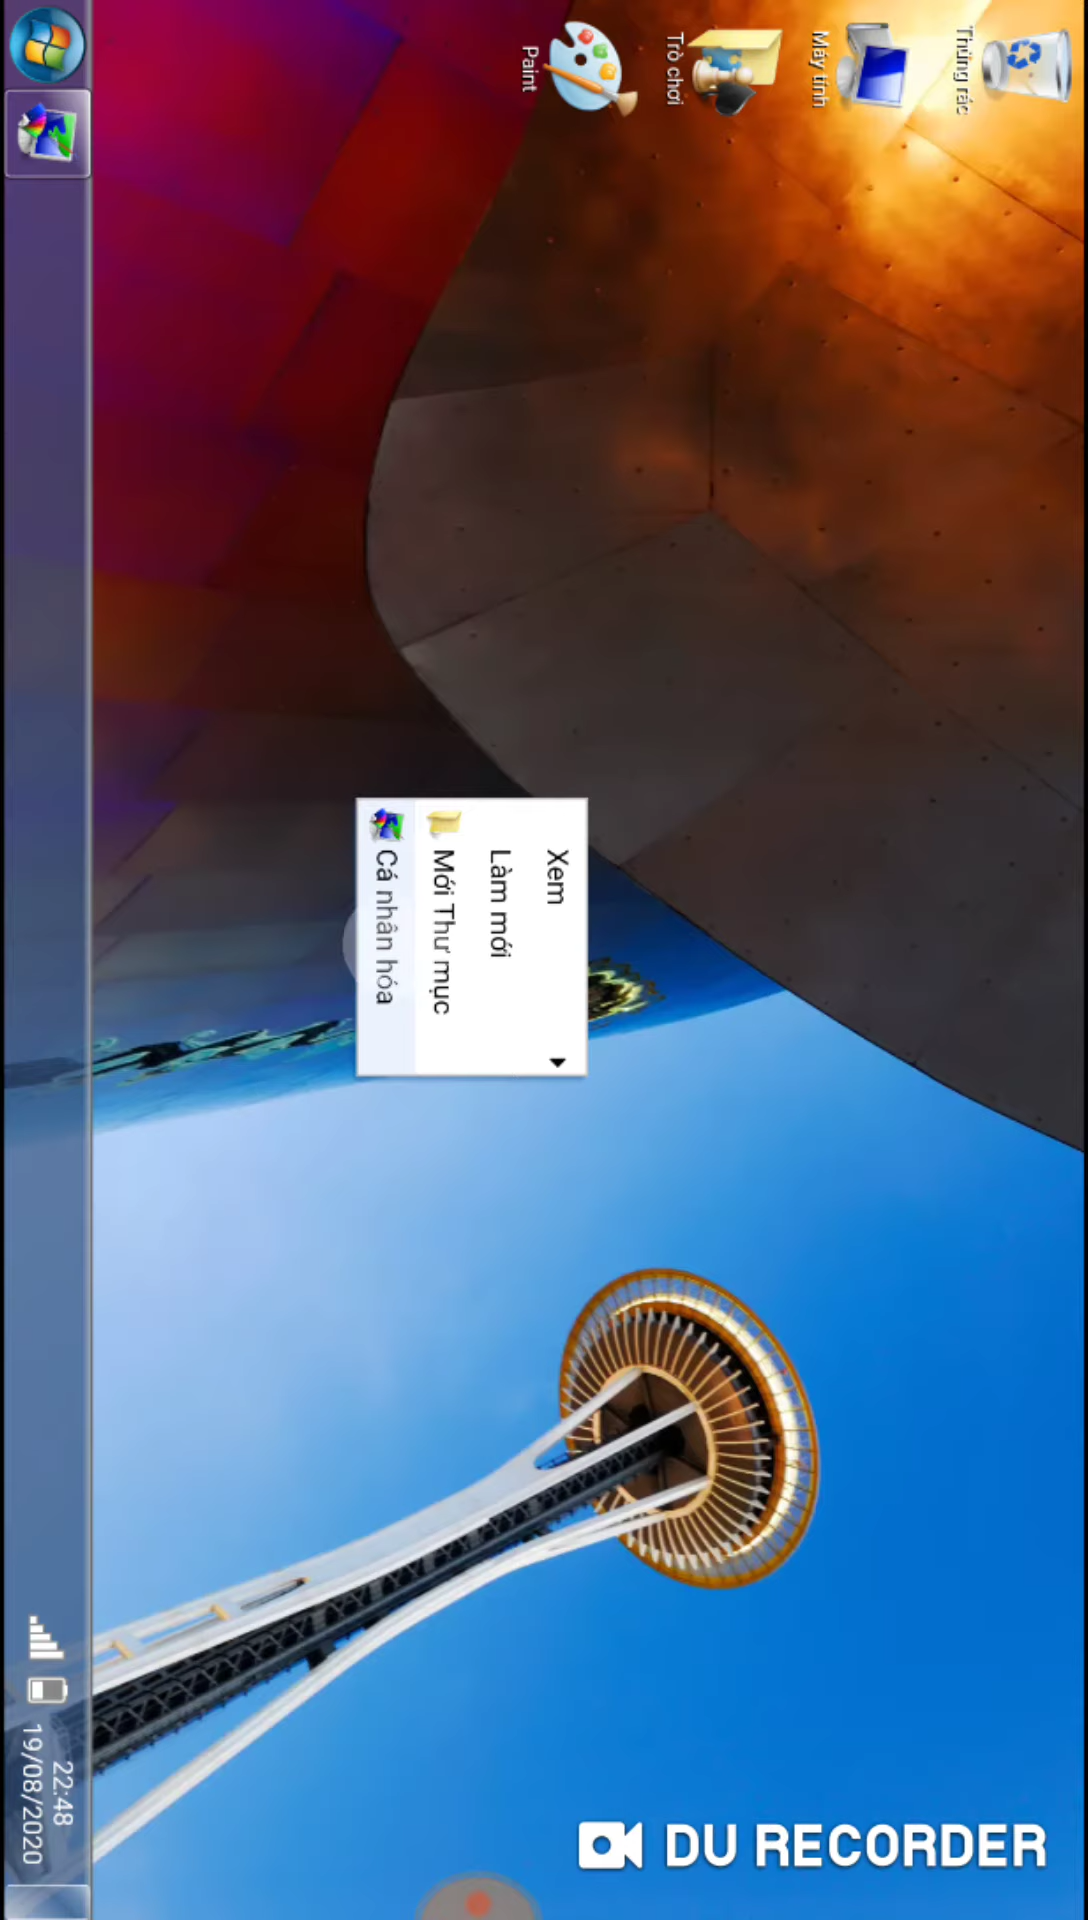 Thùng rác
Máy tính
Trò chơi
Paint
Xem
Làm mới
Mới Thư mục
Cá nhân hóa
22:48
19/08/2020
DU RECORDER